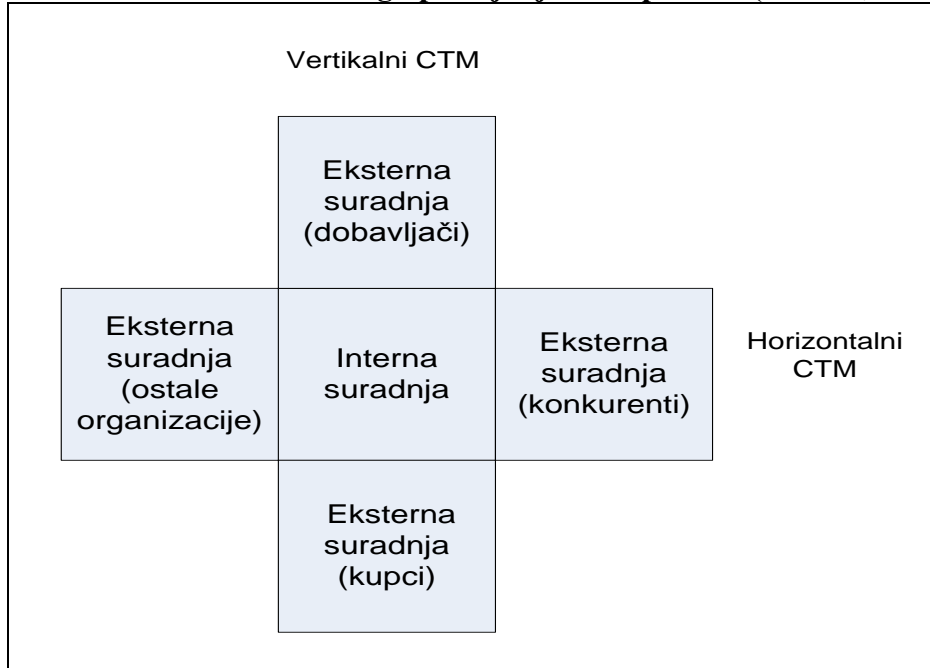 Vertikalni CTM
Eksterna
suradnja
(dobavljači)
Eksterna
suradnja
(ostale
organizacije)
Interna
suradnja
Eksterna
suradnja
(konkurenti)
Horizontalni
CTM
Eksterna
suradnja
(kupci)